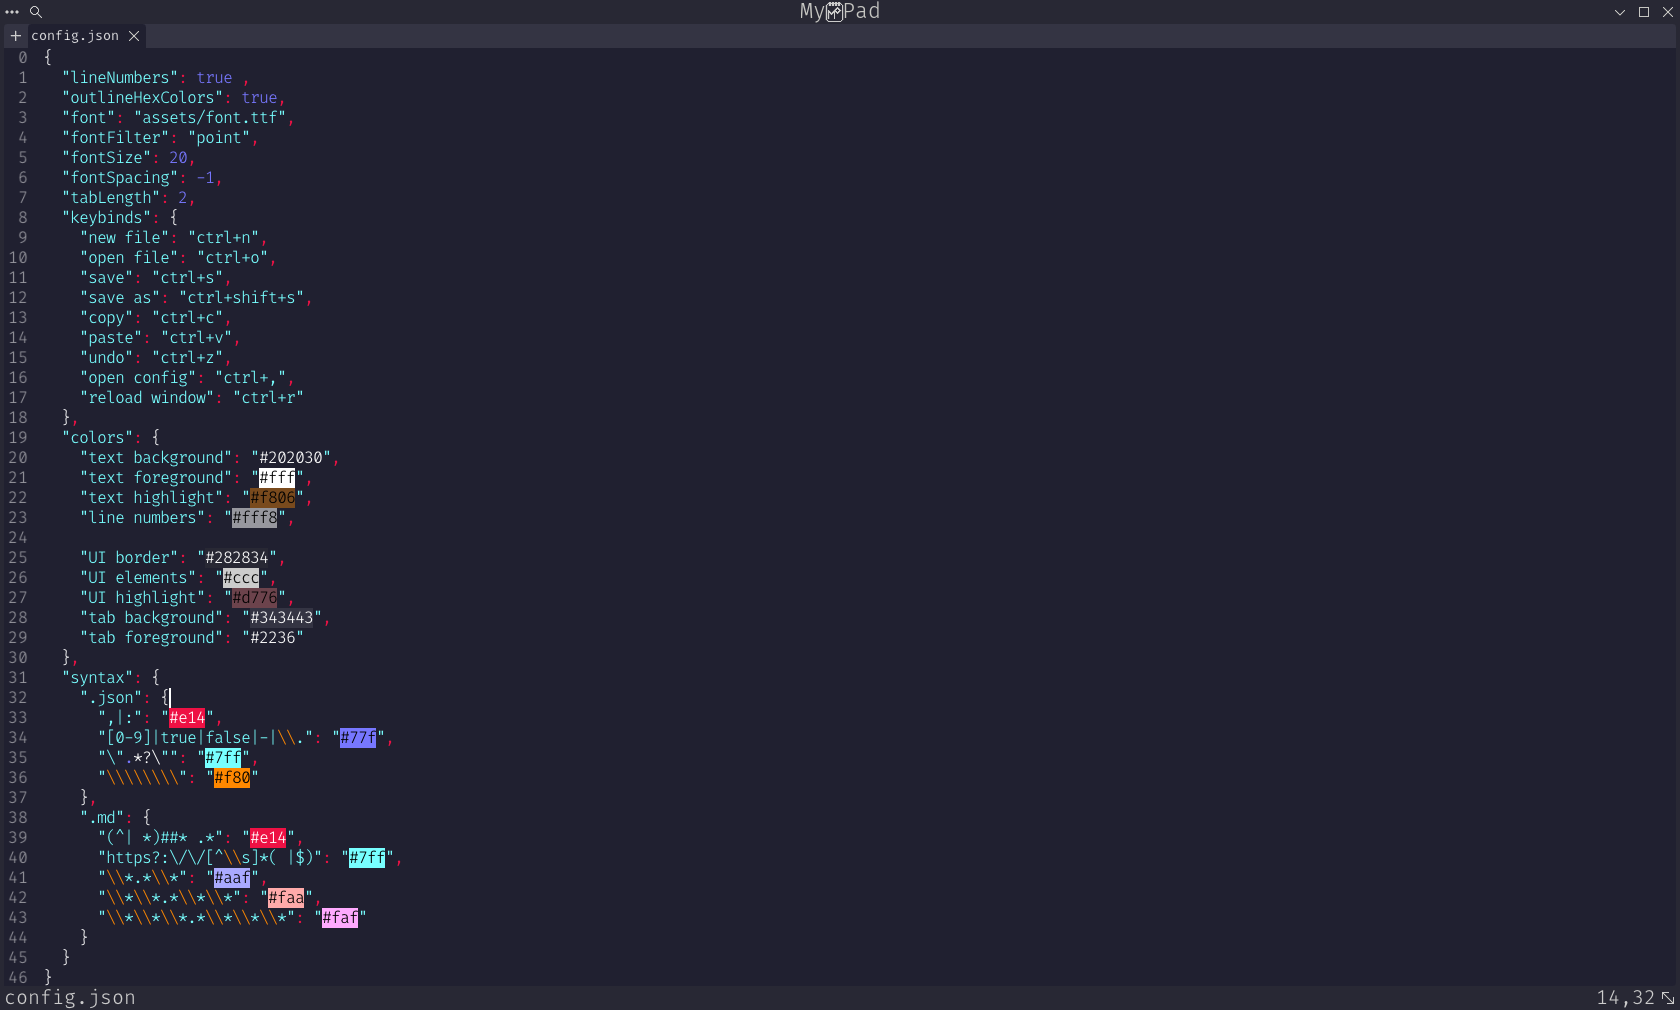 My Pad
+ config.json
0 {
1 "lineNumbers": true ,
2 "outlineHexColors": true,
3 "font": "assets/font.ttf",
4 "fontFilter": "point",
5 "fontSize": 20,
6 "fontSpacing": -1,
7 "tabLength": 2,
8 "keybinds": {
9 "new file": "ctrl+n",
10 "open file": "ctrl+o",
11 "save": "ctrl+s",
12 "save as": "ctrl+shift+s",
13 "copy": "ctrl+c",
14 "paste": "ctrl+v",
15 "undo": "ctrl+z",
16 "open config": "ctrl+,",
17 "reload window": "ctrl+r"
18 },
19 "colors": {
20 "text background": "#202030",
21 "text foreground": "#fff",
22 "text highlight": "#f806",
23 "line numbers": "#fff8",
24
25 "UI border": "#282834",
26 "UI elements": "#ccc",
27 "UI highlight": "#d776",
28 "tab background": "#343443",
29 "tab foreground": "#2236"
30 },
31 "syntax": {
32 ".json": {
33 ",|:": "#e14",
34 "[0-9]|true|false|-|\\.": "#77f",
35 "\".*?\"": "#7ff",
36 "\\\\\\\\": "#f80"
37 },
38 ".md": {
39 "(^| *)##* .*": "#e14",
40 "https?:\/\/[^\\s]*( |$)": "#7ff",
41 "\\*.*\\*": "#aaf",
42 "\\*\\*.*\\*\\*": "#faa",
43 "\\*\\*\\*.*\\*\\*\\*": "#faf"
44 }
45 }
46 }
config.json
14,32